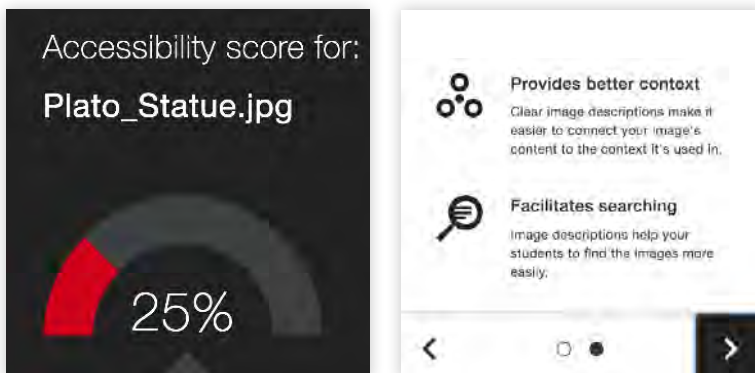 Accessibility score for:
Plato_Statue.jpg
25%
Provides better context
Clear image descriptions make it
easier to connect your image's
content to the context it's used in.
Facilitates searching
Image descriptions help your
students to find the images more
easily.